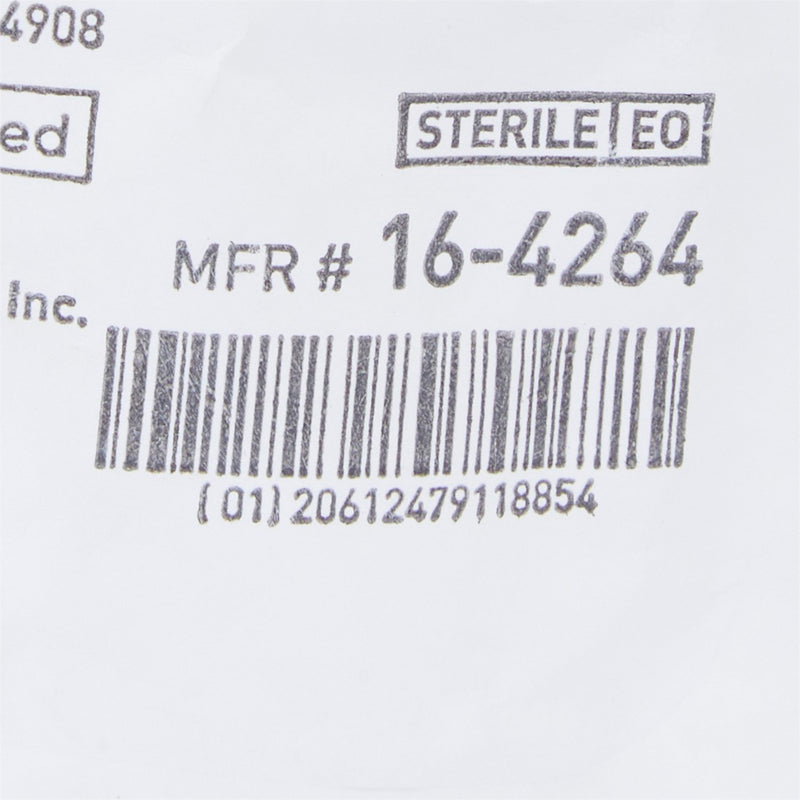 4908
ed
STERILE EO
MFR # 16-4264
Inc.
(01)20612479118854